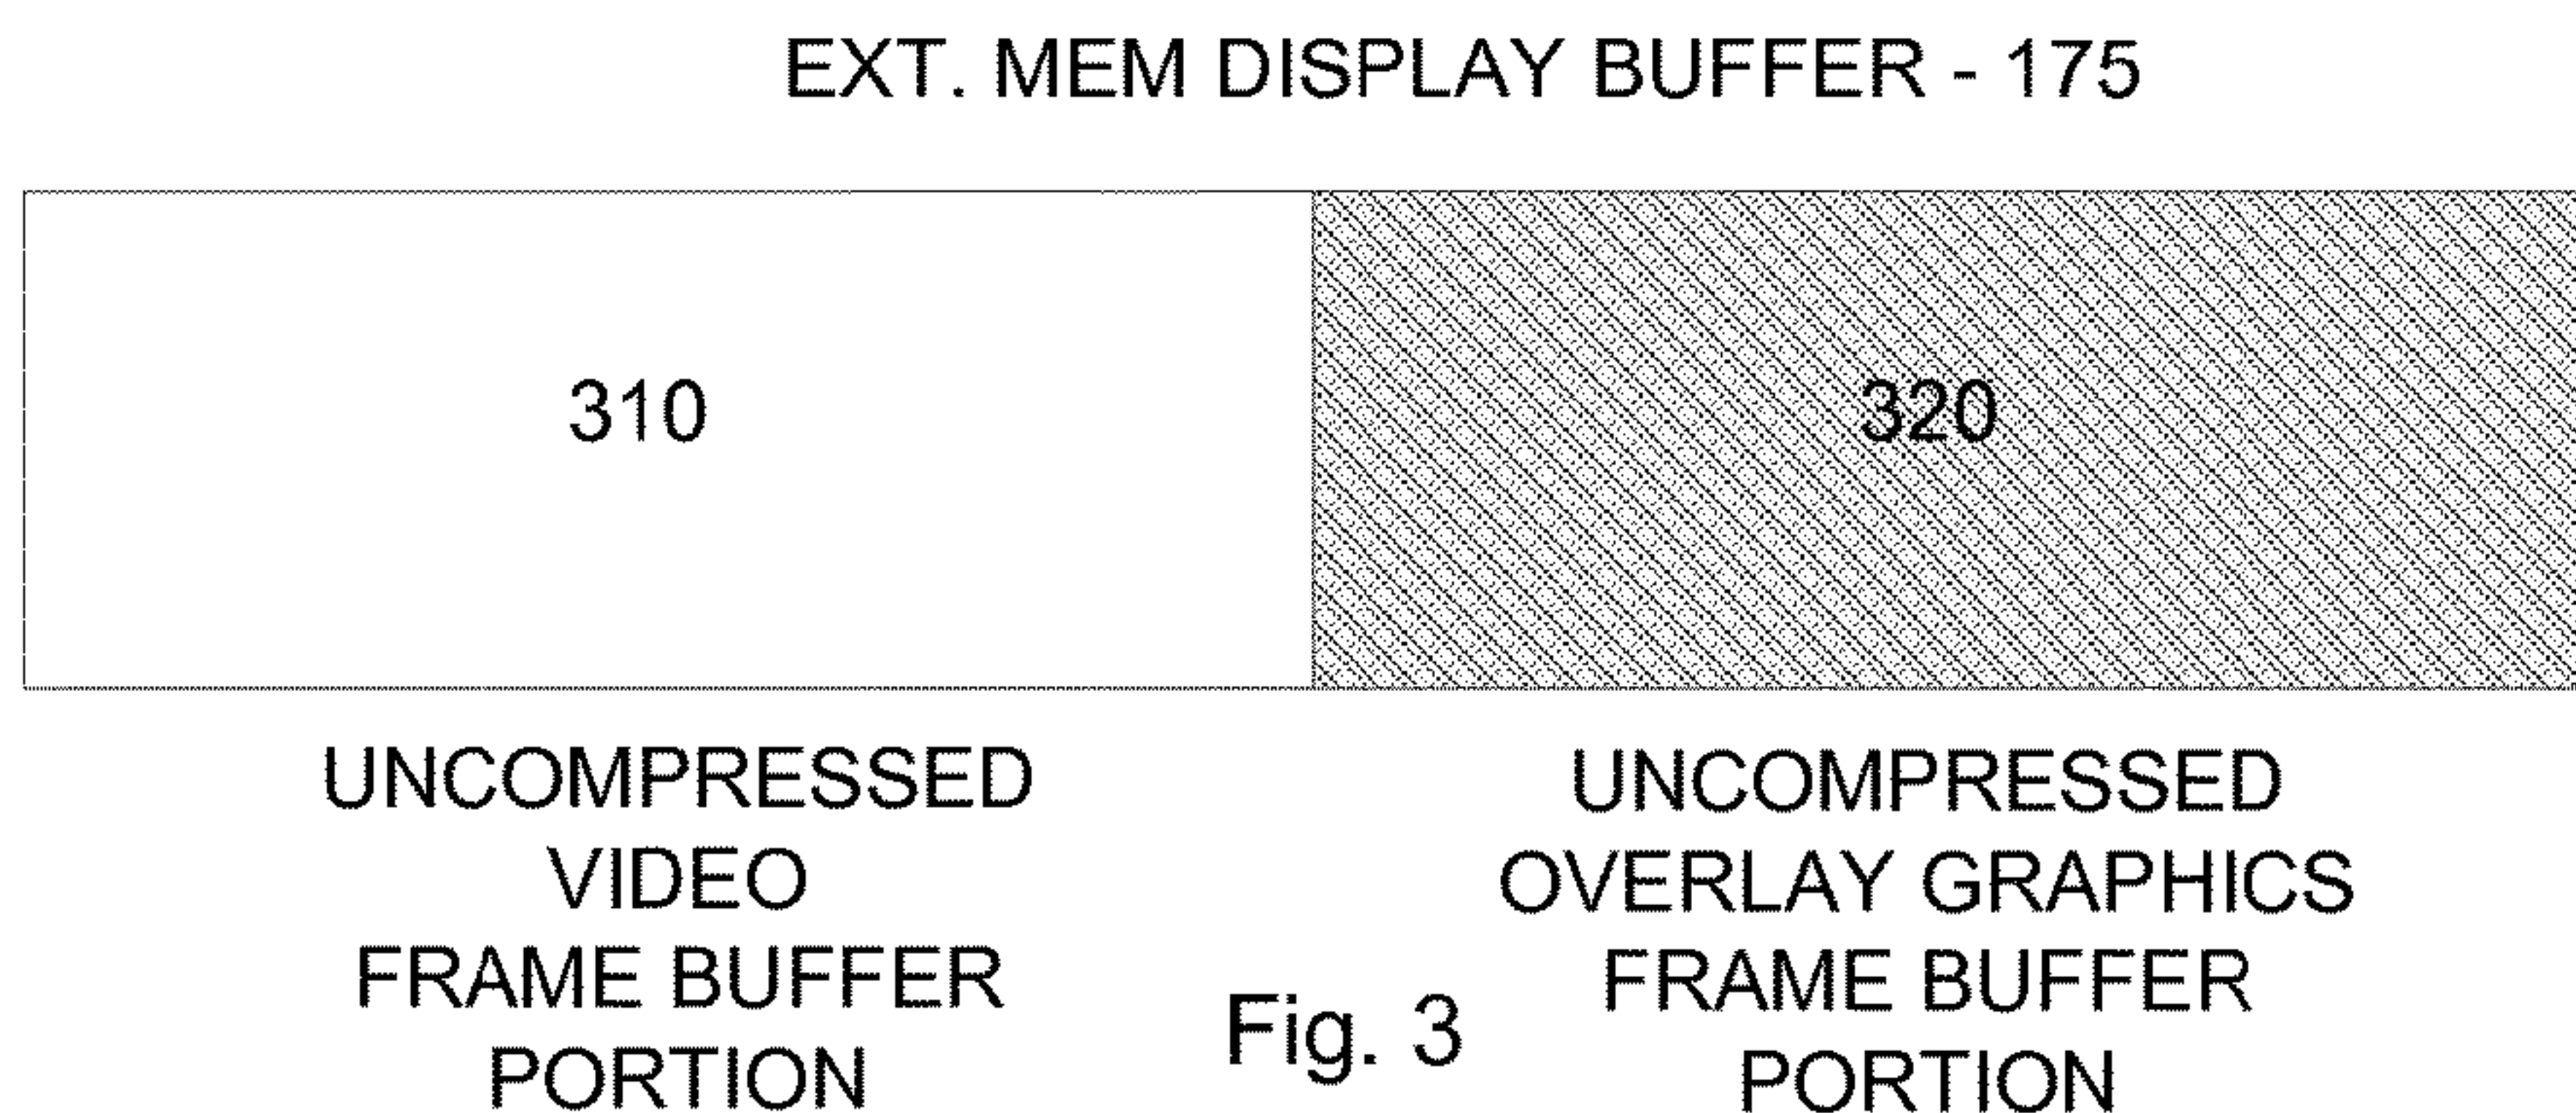 EXT. MEM DISPLAY BUFFER - 175
310
320
UNCOMPRESSED
VIDEO
FRAME BUFFER
PORTION
UNCOMPRESSED
OVERLAY GRAPHICS
FRAME BUFFER
PORTION
Fig. 3